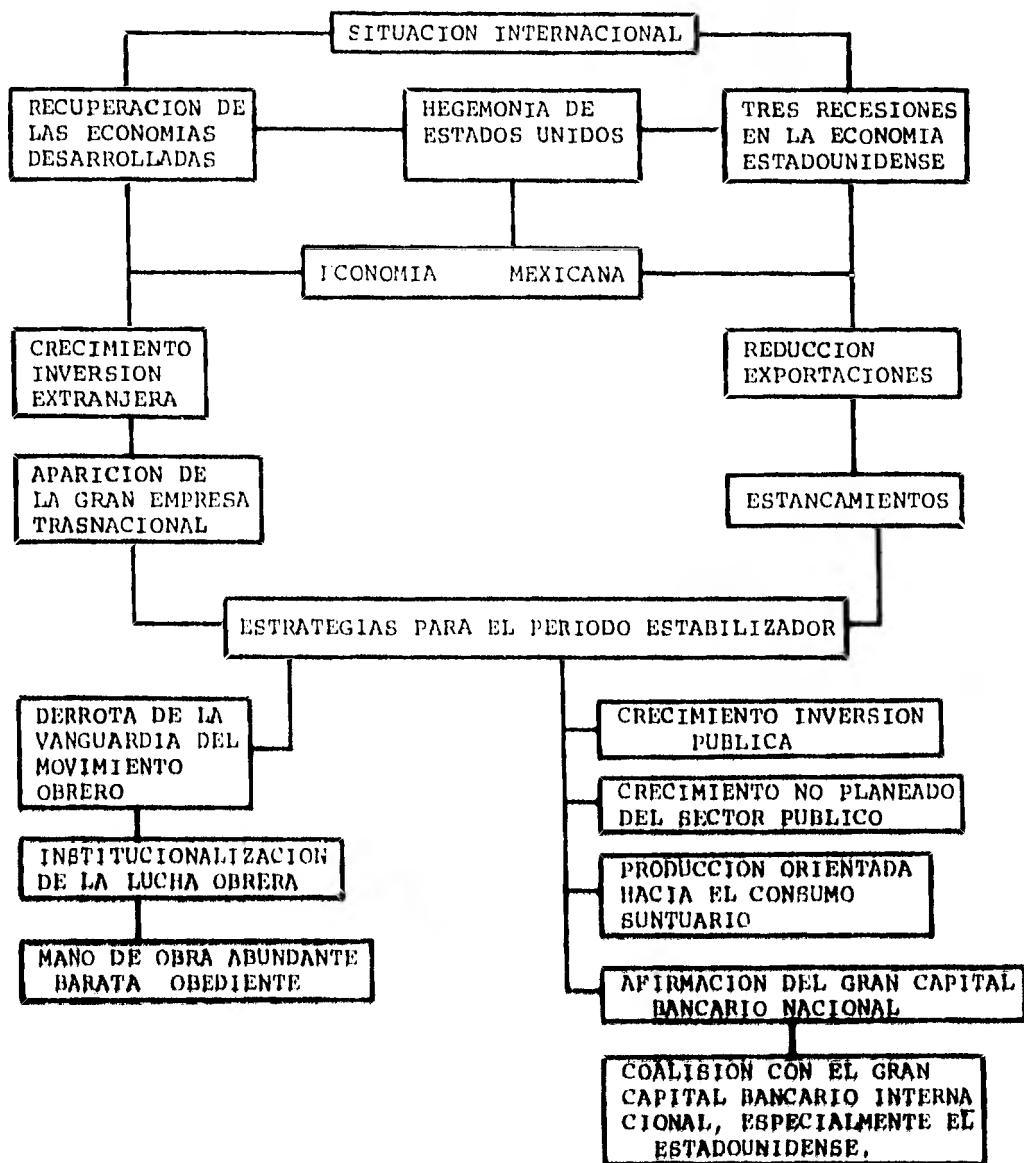 SITUACION INTERNACIONAL
RECUPERACION DE
LAS ECONOMIAS
DESARROLLADAS
HEGEMONIA DE
ESTADOS UNIDOS
TRES RECESIONES
EN LA ECONOMIA
ESTADOUNIDENSE
ECONOMIA MEXICANA
CRECIMIENTO
INVERSION
EXTRANJERA
REDUCCION
EXPORTACIONES
APARICION DE
LA GRAN EMPRESA
TRASNACIONAL
ESTANCAMIENTOS
ESTRATEGIAS PARA EL PERIODO ESTABILIZADOR
DERROTA DE LA
VANGUARDIA DEL
MOVIMIENTO
OBRERO
INSTITUCIONALIZACION
DE LA LUCHA OBRERA
MANO DE OBRA ABUNDANTE
BARATA OBEDIENTE
CRECIMIENTO INVERSION
PUBLICA
CRECIMIENTO NO PLANEADO
DEL SECTOR PUBLICO
PRODUCCION ORIENTADA
HACIA EL CONSUMO
SUNTUARIO
AFIRMACION DEL GRAN CAPITAL
BANCARIO NACIONAL
COALISION CON EL GRAN
CAPITAL BANCARIO INTERNA
CIONAL, ESPECIALMENTE EL
ESTADOUNIDENSE.